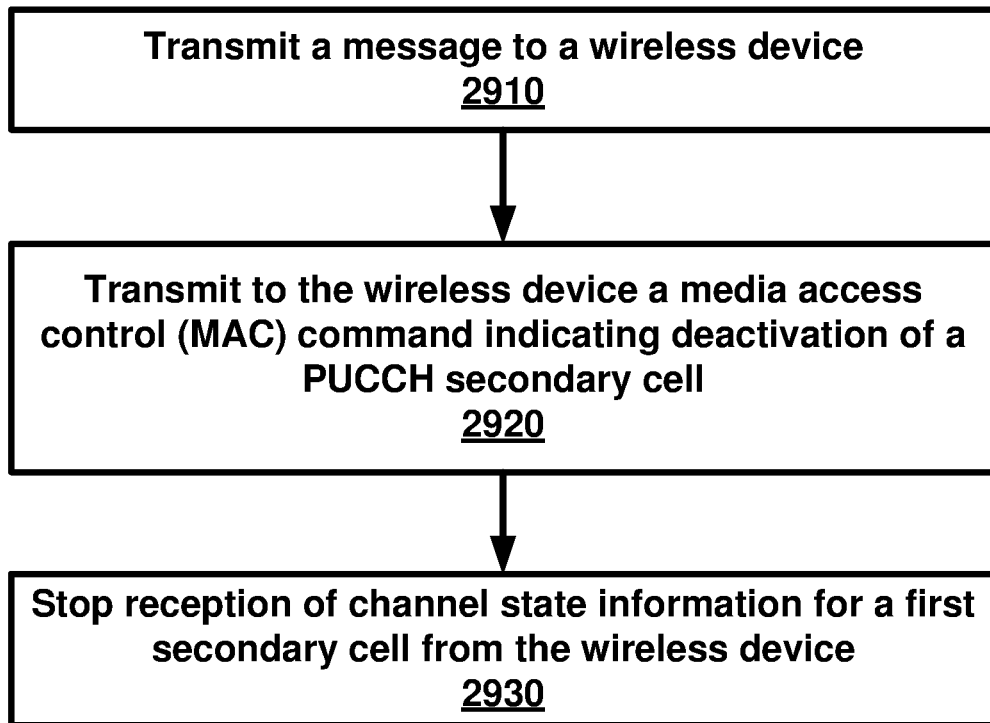 Transmit a message to a wireless device
2910
Transmit to the wireless device a media access
control (MAC) command indicating deactivation of a
PUCCH secondary cell
2920
Stop reception of channel state information for a first
secondary cell from the wireless device
2930